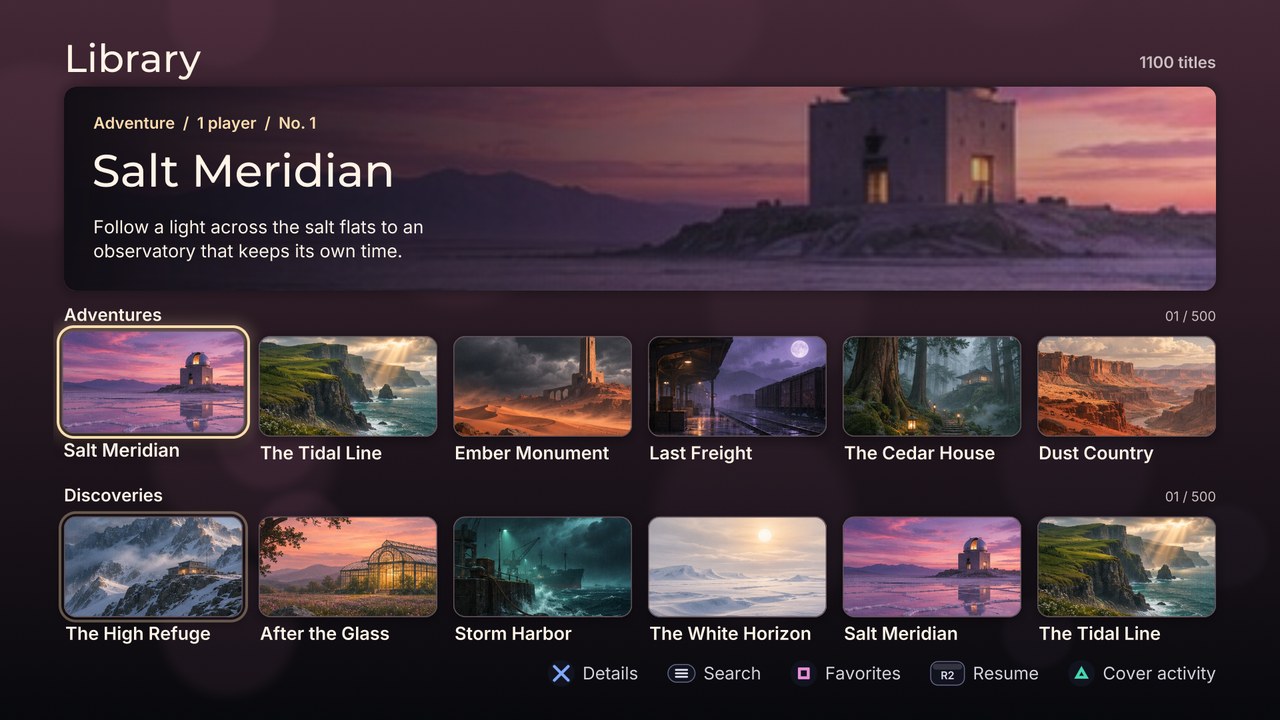 Library
1100 titles
Adventure / 1 player / No. 1
Salt Meridian
Follow a light across the salt flats to an
observatory that keeps its own time.
Adventures
01 / 500
Salt Meridian
The Tidal Line
Ember Monument
Last Freight
The Cedar House
Dust Country
Discoveries
01 / 500
The High Refuge
After the Glass
Storm Harbor
The White Horizon
Salt Meridian
The Tidal Line
Details
Search
Favorites
R2 Resume
Cover activity